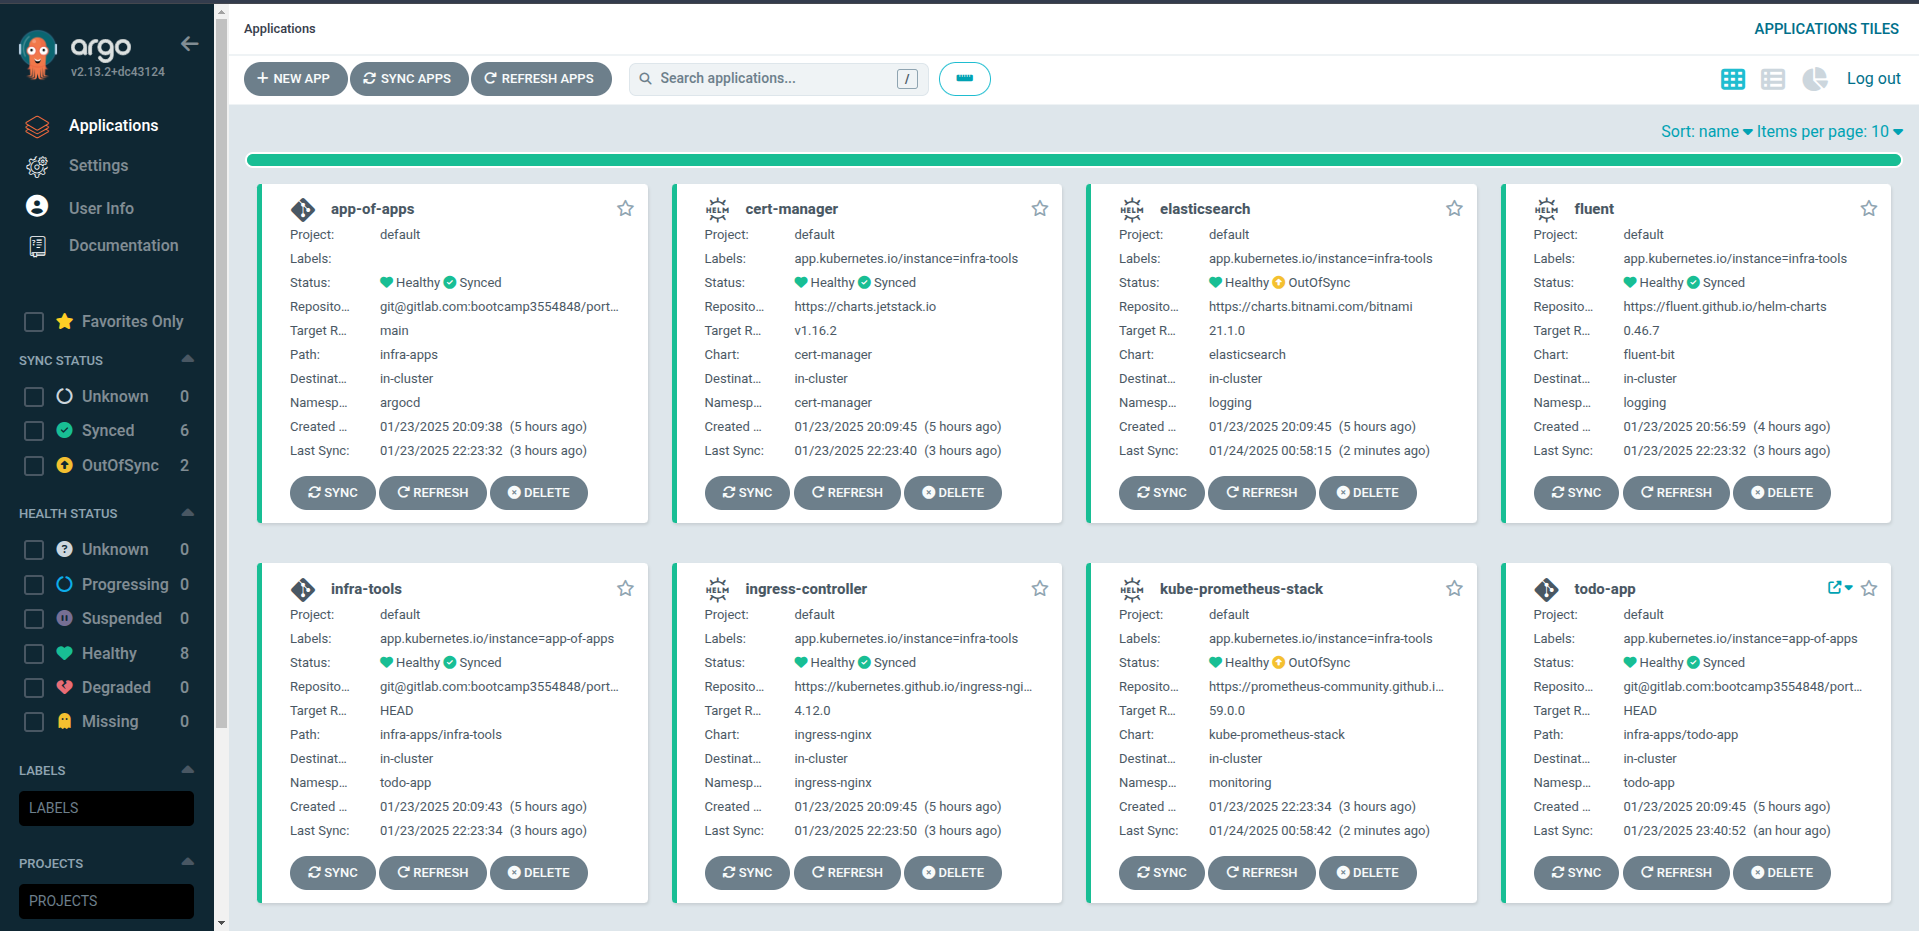 argo
v2.13.2+dc43124
Applications
Settings
User Info
Documentation
Favorites Only
SYNC STATUS
Unknown 0
Synced 6
OutOfSync 2
HEALTH STATUS
Unknown 0
Progressing 0
Suspended 0
Healthy 8
Degraded 0
Missing 0
LABELS
LABELS
PROJECTS
PROJECTS
Applications
APPLICATIONS TILES
NEW APP SYNC APPS REFRESH APPS Search applications... / Log out
Sort: name Items per page: 10
app-of-apps
Project: default
Labels:
Status: Healthy Synced
Reposito... git@gitlab.com:bootcamp3554848/port...
Target R... main
Path: infra-apps
Destinat... in-cluster
Namesp... argocd
Created ... 01/23/2025 20:09:38 (5 hours ago)
Last Sync: 01/23/2025 22:23:32 (3 hours ago)
SYNC REFRESH DELETE
HELM cert-manager
Project: default
Labels: app.kubernetes.io/instance=infra-tools
Status: Healthy Synced
Reposito... https://charts.jetstack.io
Target R... v1.16.2
Chart: cert-manager
Destinat... in-cluster
Namesp... cert-manager
Created ... 01/23/2025 20:09:45 (5 hours ago)
Last Sync: 01/23/2025 22:23:40 (3 hours ago)
SYNC REFRESH DELETE
HELM elasticsearch
Project: default
Labels: app.kubernetes.io/instance=infra-tools
Status: Healthy OutOfSync
Reposito... https://charts.bitnami.com/bitnami
Target R... 21.1.0
Chart: elasticsearch
Destinat... in-cluster
Namesp... logging
Created ... 01/23/2025 20:09:45 (5 hours ago)
Last Sync: 01/24/2025 00:58:15 (2 minutes ago)
SYNC REFRESH DELETE
HELM fluent
Project: default
Labels: app.kubernetes.io/instance=infra-tools
Status: Healthy Synced
Reposito... https://fluent.github.io/helm-charts
Target R... 0.46.7
Chart: fluent-bit
Destinat... in-cluster
Namesp... logging
Created ... 01/23/2025 20:56:59 (4 hours ago)
Last Sync: 01/23/2025 22:23:32 (3 hours ago)
SYNC REFRESH DELETE
infra-tools
Project: default
Labels: app.kubernetes.io/instance=app-of-apps
Status: Healthy Synced
Reposito... git@gitlab.com:bootcamp3554848/port...
Target R... HEAD
Path: infra-apps/infra-tools
Destinat... in-cluster
Namesp... todo-app
Created ... 01/23/2025 20:09:43 (5 hours ago)
Last Sync: 01/23/2025 22:23:34 (3 hours ago)
SYNC REFRESH DELETE
HELM ingress-controller
Project: default
Labels: app.kubernetes.io/instance=infra-tools
Status: Healthy Synced
Reposito... https://kubernetes.github.io/ingress-ngi...
Target R... 4.12.0
Chart: ingress-nginx
Destinat... in-cluster
Namesp... ingress-nginx
Created ... 01/23/2025 20:09:45 (5 hours ago)
Last Sync: 01/23/2025 22:23:50 (3 hours ago)
SYNC REFRESH DELETE
HELM kube-prometheus-stack
Project: default
Labels: app.kubernetes.io/instance=infra-tools
Status: Healthy OutOfSync
Reposito... https://prometheus-community.github.i...
Target R... 59.0.0
Chart: kube-prometheus-stack
Destinat... in-cluster
Namesp... monitoring
Created ... 01/23/2025 22:23:34 (3 hours ago)
Last Sync: 01/24/2025 00:58:42 (2 minutes ago)
SYNC REFRESH DELETE
todo-app
Project: default
Labels: app.kubernetes.io/instance=app-of-apps
Status: Healthy Synced
Reposito... git@gitlab.com:bootcamp3554848/port...
Target R... HEAD
Path: infra-apps/todo-app
Destinat... in-cluster
Namesp... todo-app
Created ... 01/23/2025 20:09:45 (5 hours ago)
Last Sync: 01/23/2025 23:40:52 (an hour ago)
SYNC REFRESH DELETE